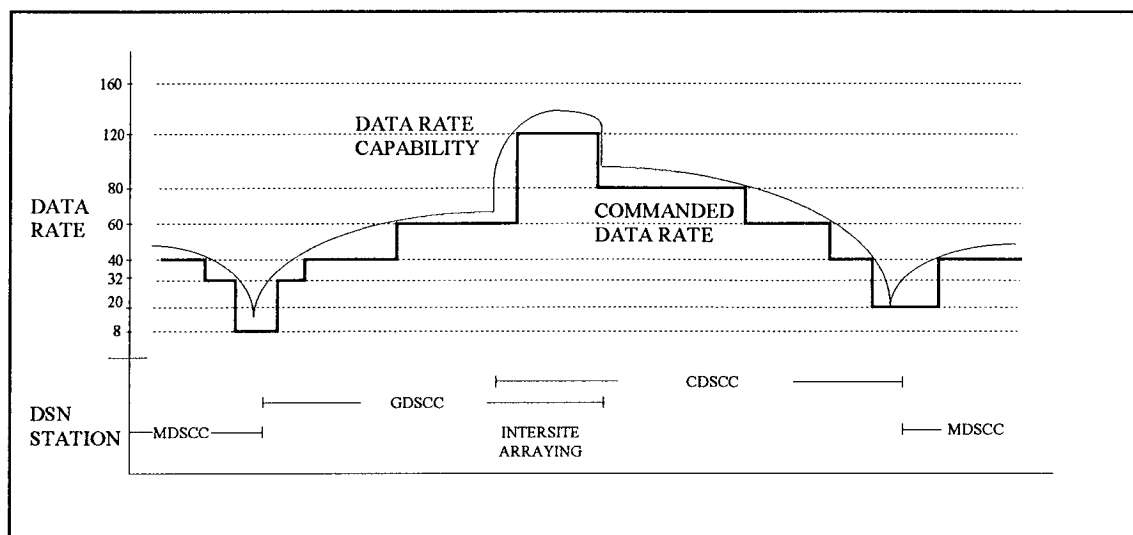 160
DATA RATE
CAPABILITY
120
80
DATA
RATE
COMMANDED
DATA RATE
60
40
32
20
8
CDSCC
GDSCC
DSN
STATION
MDSCC
INTERSITE
ARRAYING
MDSCC